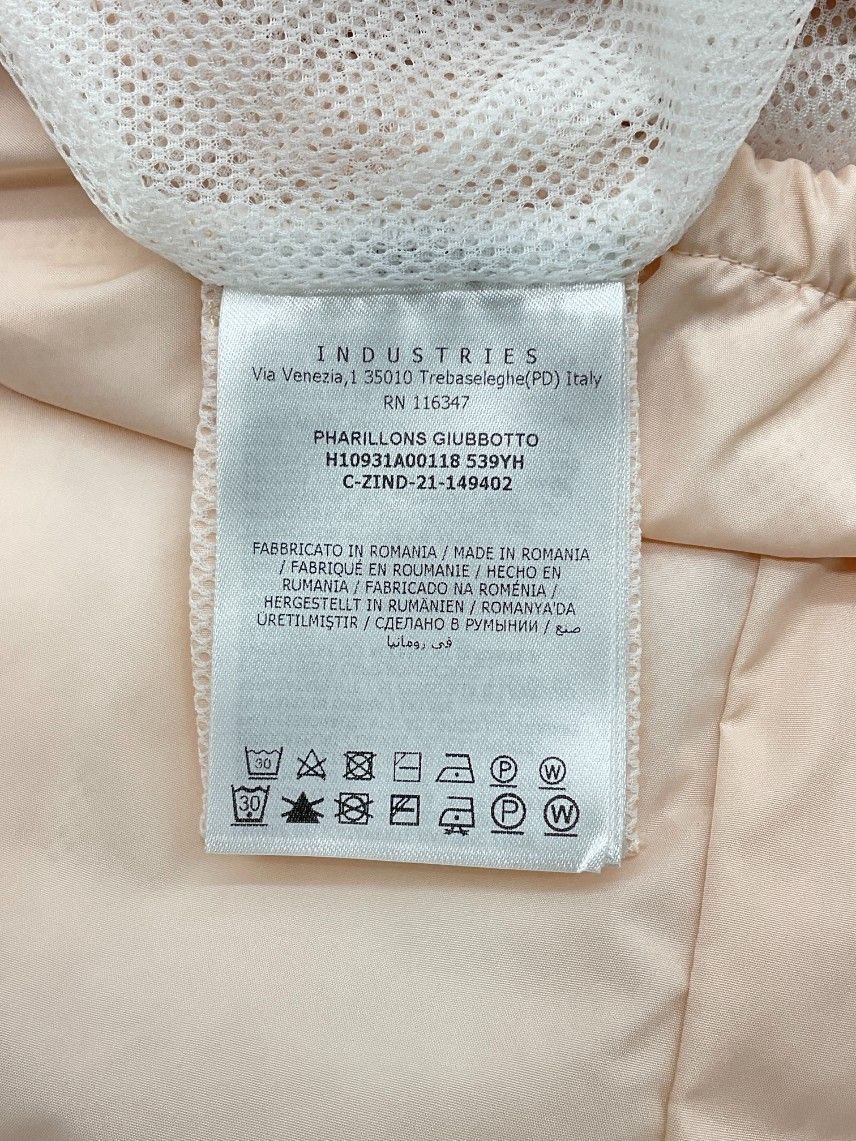 INDUSTRIES
Via Venezia,1 35010 Trebaseleghe(PD) Italy
RN 116347
PHARILLONS GIUBBOTTO
H10931A00118 539YH
C-ZIND-21-149402
FABBRICATO IN ROMANIA / MADE IN ROMANIA
/ FABRIQUÉ EN ROUMANIE / HECHO EN
RUMANIA / FABRICADO NA ROMÉNIA /
HERGESTELLT IN RUMÄNIEN / ROMANYA'DA
ÜRETILMIŞTIR / СДЕЛАНО В РУМЫНИИ / صنع
في رومانيا
30 P W
30 P W